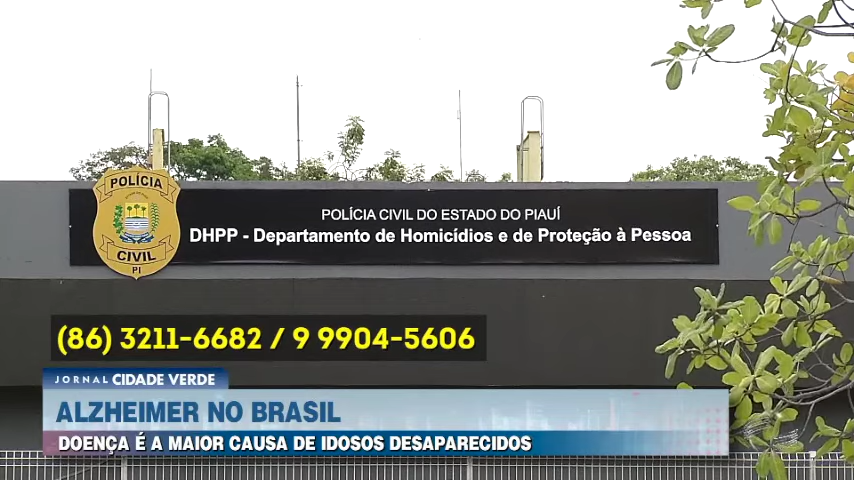 POLÍCIA
CIVIL
PI
POLÍCIA CIVIL DO ESTADO DO PIAUÍ
DHPP - Departamento de Homicídios e de Proteção à Pessoa
(86) 3211-6682 / 9 9904-5606
JORNAL CIDADE VERDE
ALZHEIMER NO BRASIL
DOENÇA É A MAIOR CAUSA DE IDOSOS DESAPARECIDOS